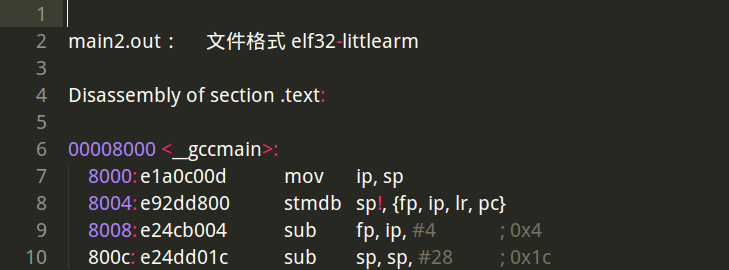 1
2 main2.out： 文件格式 elf32-littlearm
3
4 Disassembly of section .text:
5
6 00008000 <__gccmain>:
7 8000: e1a0c00d mov ip, sp
8 8004: e92dd800 stmdb sp!, {fp, ip, lr, pc}
9 8008: e24cb004 sub fp, ip, #4 ; 0x4
10 800c: e24dd01c sub sp, sp, #28 ; 0x1c